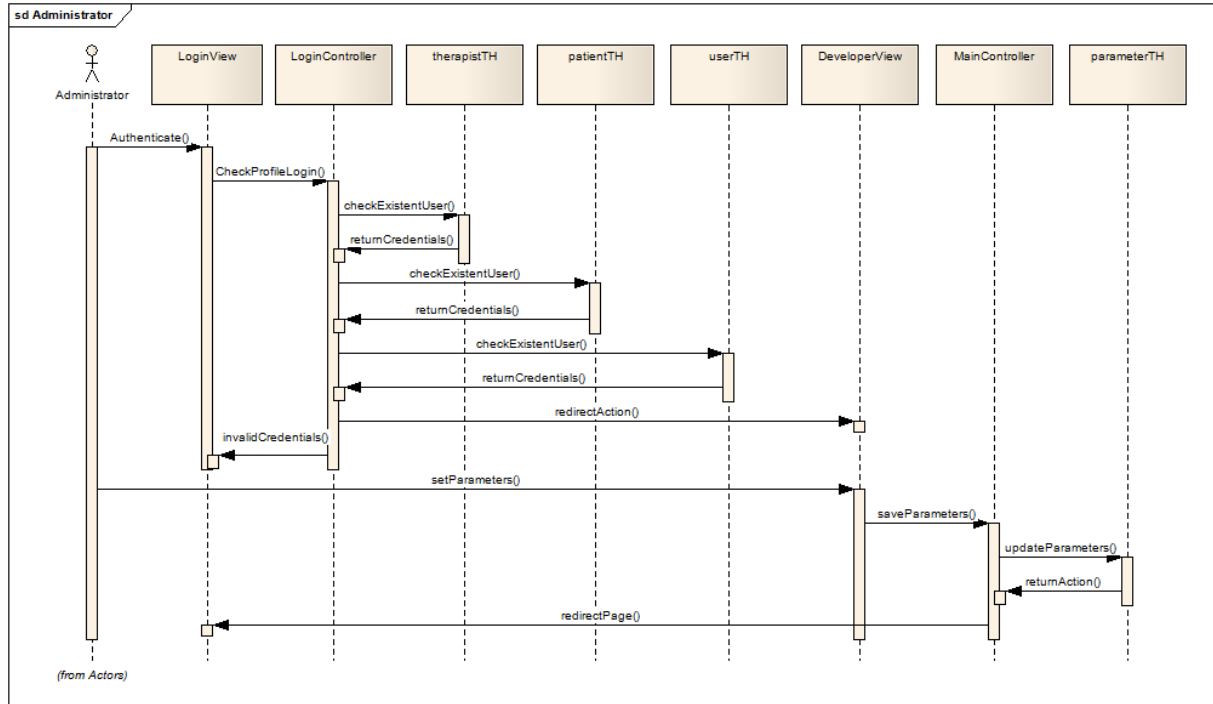 sd Administrator
LoginView
LoginController
therapistTH
patientTH
userTH
DeveloperView
MainController
parameterTH
Administrator
Authenticate()
CheckProfileLogin()
checkExistentUser()
returnCredentials()
checkExistentUser()
returnCredentials()
checkExistentUser()
returnCredentials()
redirectAction()
invalidCredentials()
setParameters()
saveParameters()
updateParameters()
returnAction()
redirectPage()
(from Actors)